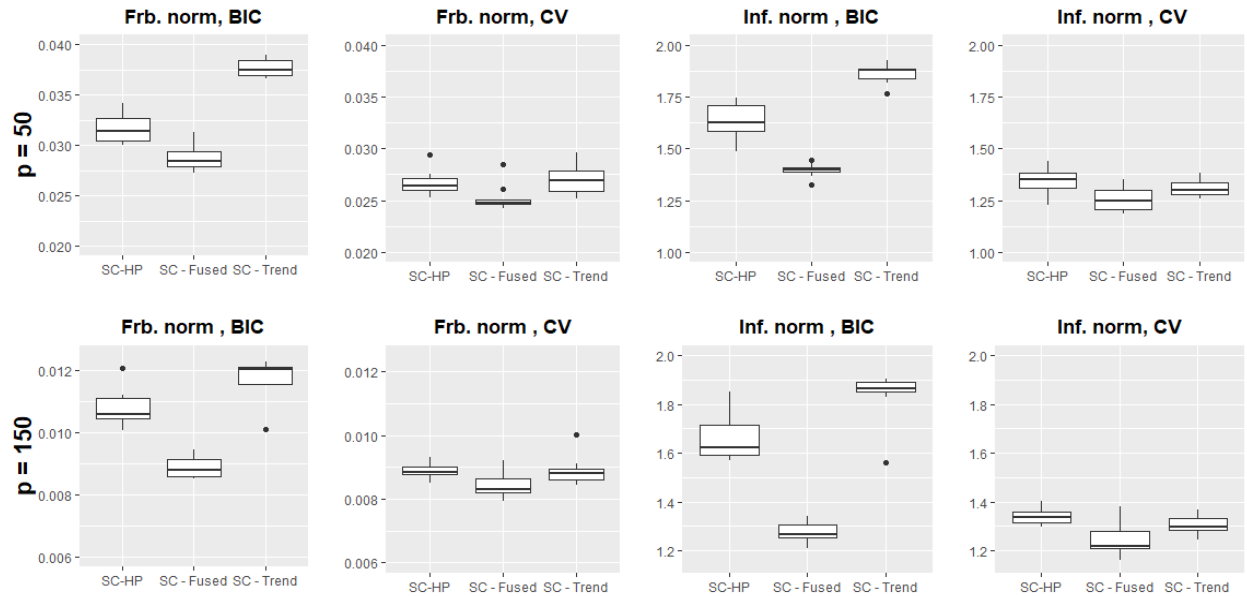 Frb. norm, BIC
Frb. norm, CV
Inf. norm , BIC
Inf. norm , CV
p = 50
0.040
0.035
0.030
0.025
0.020
SC-HP
SC - Fused
SC - Trend
0.040
0.035
0.030
0.025
0.020
SC-HP
SC - Fused
SC - Trend
2.00
1.75
1.50
1.25
1.00
SC-HP
SC - Fused
SC - Trend
2.00
1.75
1.50
1.25
1.00
SC-HP
SC - Fused
SC - Trend
Frb. norm , BIC
Frb. norm , CV
Inf. norm , BIC
Inf. norm, CV
p = 150
0.012
0.010
0.008
0.006
SC-HP
SC - Fused
SC - Trend
0.012
0.010
0.008
0.006
SC-HP
SC - Fused
SC - Trend
2.0
1.8
1.6
1.4
1.2
SC-HP
SC - Fused
SC - Trend
2.0
1.8
1.6
1.4
1.2
SC-HP
SC - Fused
SC - Trend